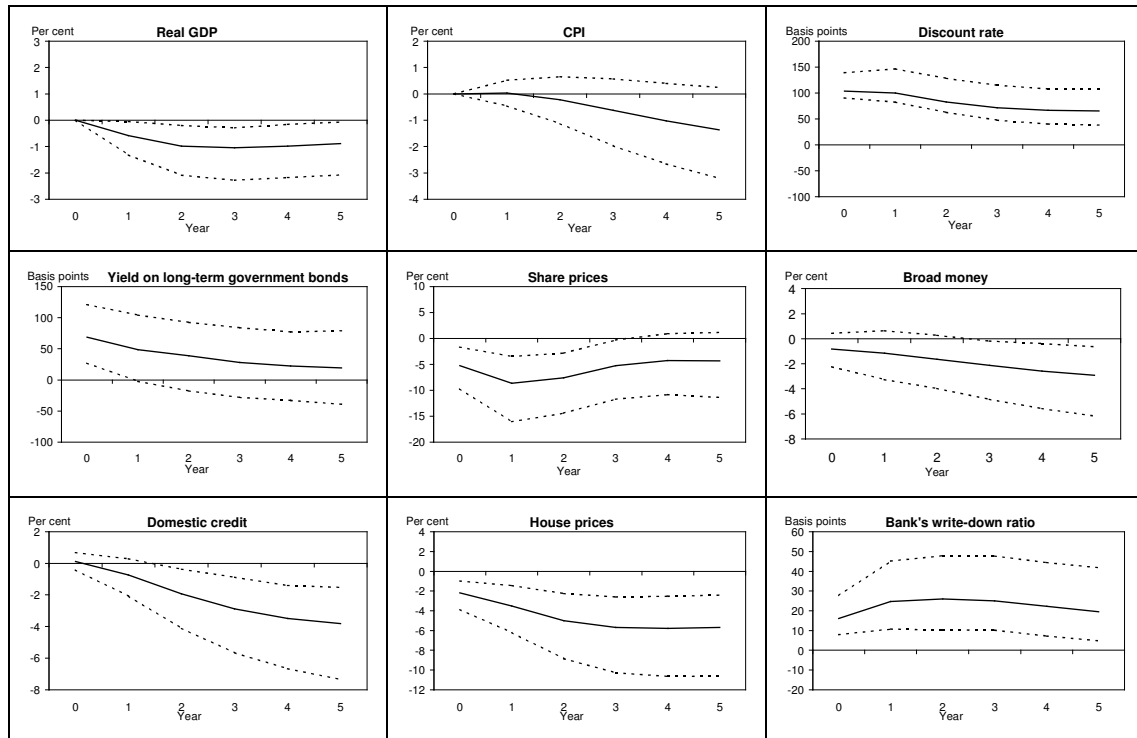 Real GDP
Per cent
3
2
1
0
-1
-2
-3
0 1 2 3 4 5
Year
CPI
Per cent
2
1
0
-1
-2
-3
-4
0 1 2 3 4 5
Year
Discount rate
Basis points
200
150
100
50
0
-50
-100
0 1 2 3 4 5
Year
Yield on long-term government bonds
Basis points
150
100
50
0
-50
-100
0 1 2 3 4 5
Year
Share prices
Per cent
10
5
0
-5
-10
-15
-20
0 1 2 3 4 5
Year
Broad money
Per cent
4
2
0
-2
-4
-6
-8
0 1 2 3 4 5
Year
Domestic credit
Per cent
2
0
-2
-4
-6
-8
0 1 2 3 4 5
Year
House prices
Per cent
4
2
0
-2
-4
-6
-8
-10
-12
0 1 2 3 4 5
Year
Bank's write-down ratio
Basis points
60
50
40
30
20
10
0
-10
-20
0 1 2 3 4 5
Year